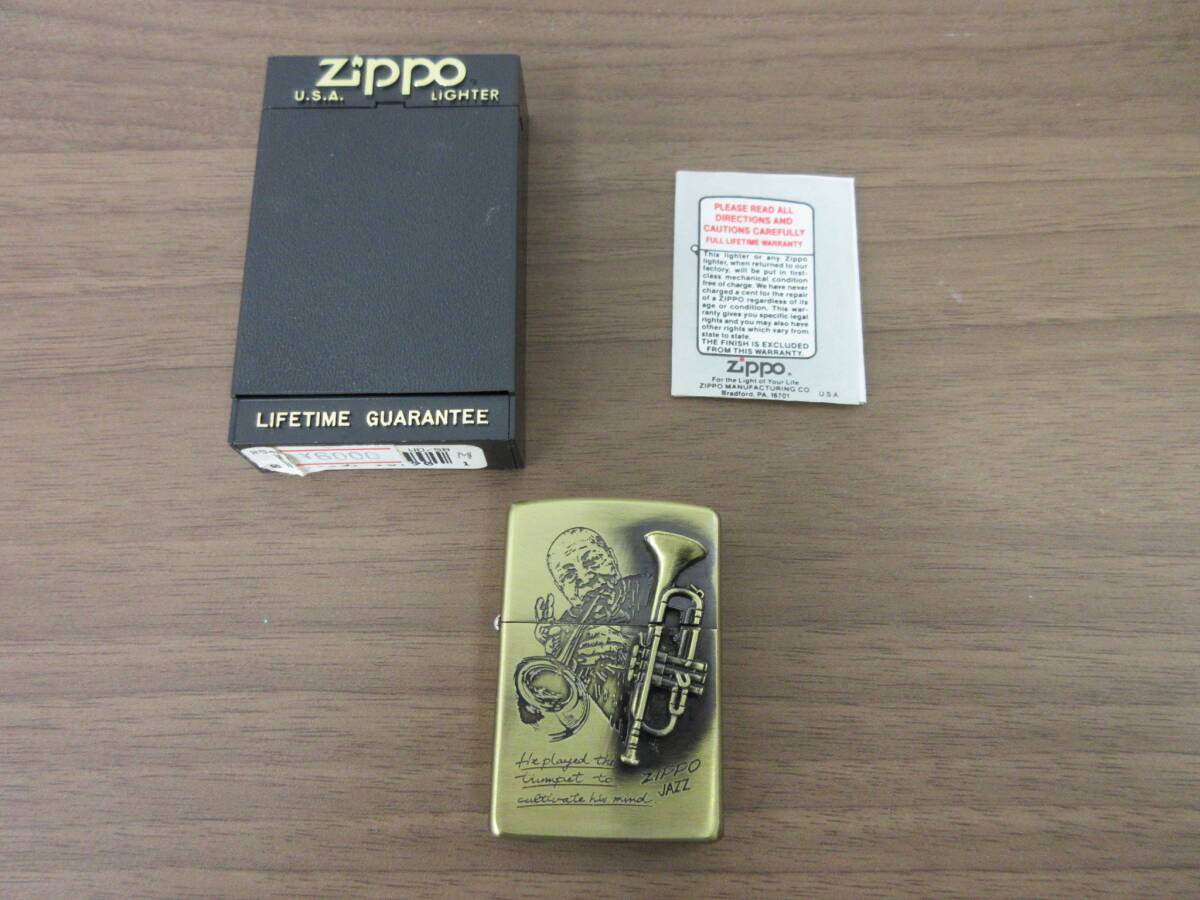 Zippo
U.S.A. LIGHTER
LIFETIME GUARANTEE
¥6000
PLEASE READ ALL
DIRECTIONS AND
CAUTIONS CAREFULLY
FULL LIFETIME WARRANTY
This lighter or any Zippo
lighter, when returned to our
factory, will be put in first-
class mechanical condition
free of charge. We have never
charged a cent for the repair
of a ZIPPO regardless of its
age or condition. This war-
ranty gives you specific legal
rights and you may also have
other rights which vary from
state to state.
THE FINISH IS EXCLUDED
FROM THIS WARRANTY.
Zippo
For the Light of Your Life
ZIPPO MANUFACTURING CO.
Bradford, PA. 16701 U.S.A.
He played the
trumpet to
cultivate his mind.
ZIPPO
JAZZ